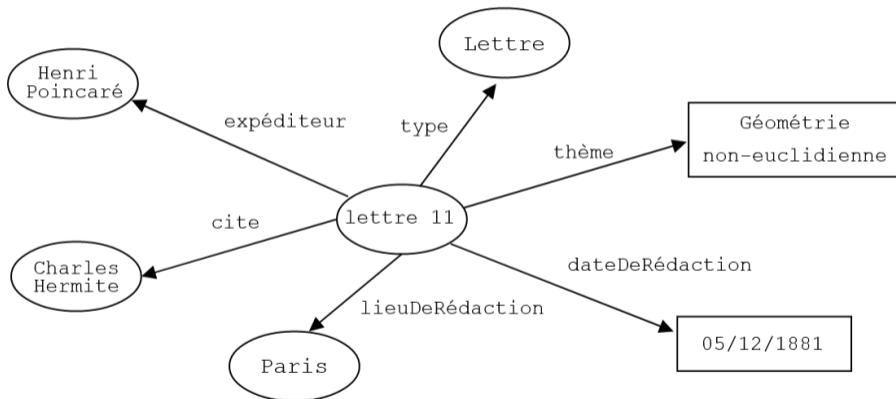 Lettre
Henri
Poincaré
expéditeur
type
Géométrie
non-euclidienne
thème
lettre 11
cite
Charles
Hermite
dateDeRédaction
lieuDeRédaction
05/12/1881
Paris